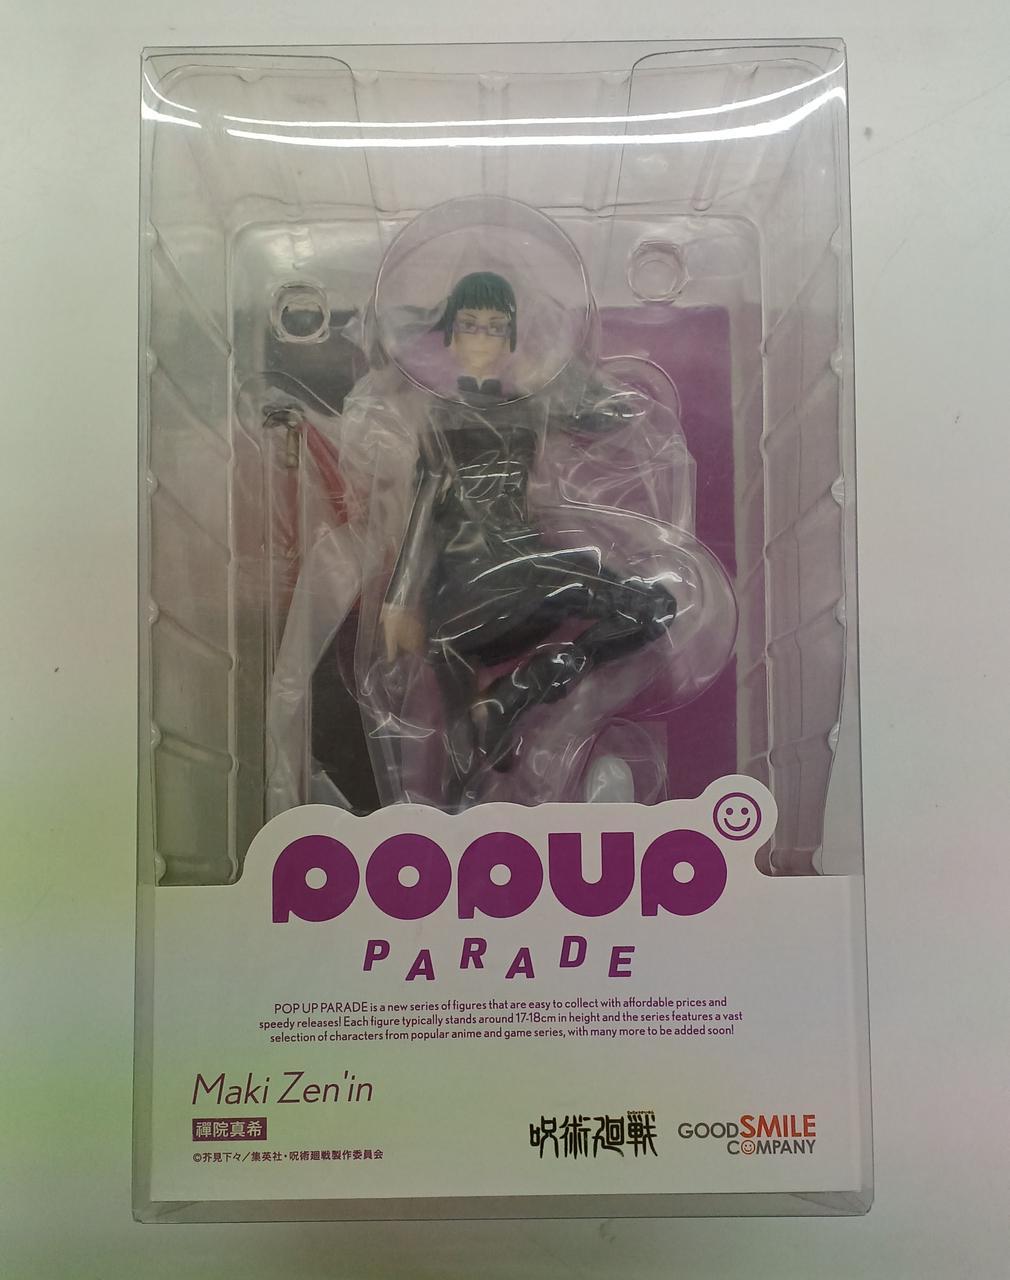 POPUP
PARADE
POP UP PARADE is a new series of figures that are easy to collect with affordable prices and
speedy releases! Each figure typically stands around 17-18cm in height and the series features a vast
selection of characters from popular anime and game series, with many more to be added soon!
Maki Zen'in
禪院真希
©芥見下々／集英社・呪術廻戦製作委員会
呪術廻戦
GOOD SMILE
COMPANY